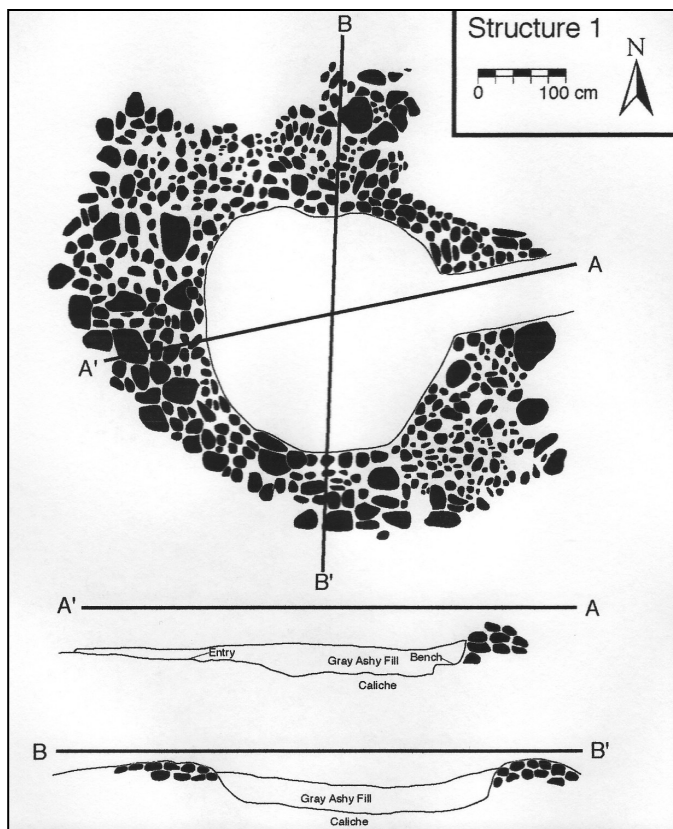 B
Structure 1
N
0 100 cm
A
A'
B'
A' A
Entry Gray Ashy Fill Bench
Caliche
B B'
Gray Ashy Fill
Caliche